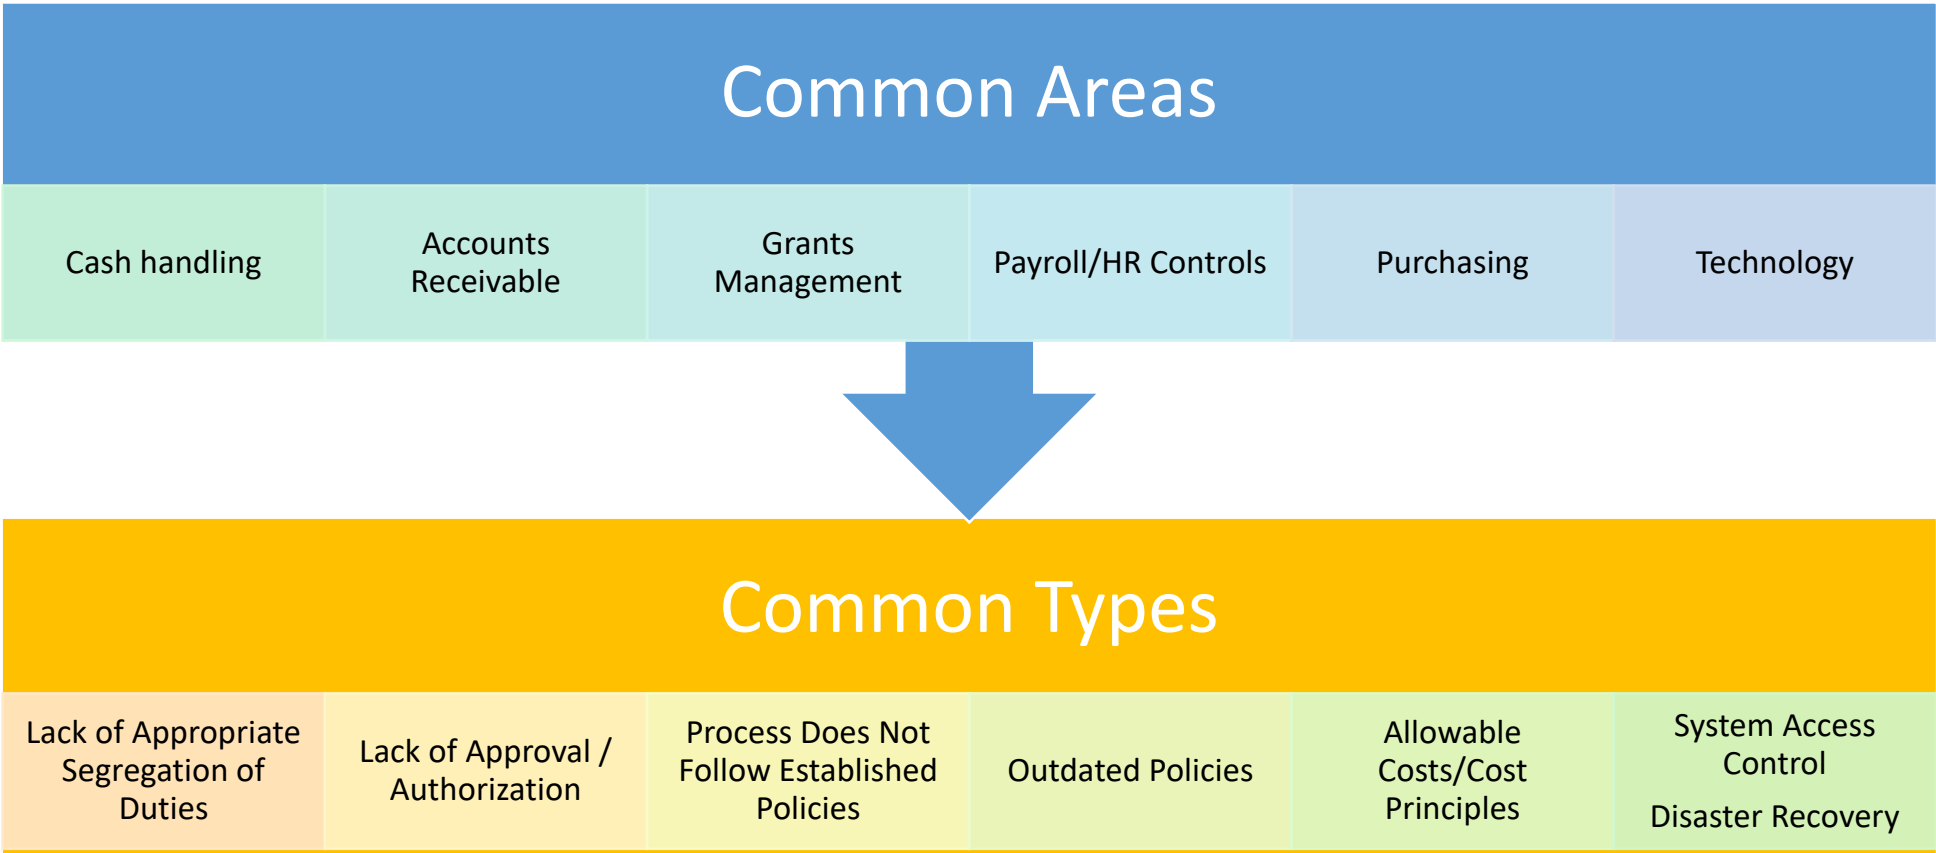 Common Areas
Cash handling
Accounts
Receivable
Grants
Management
Payroll/HR Controls
Purchasing
Technology
Common Types
Lack of Appropriate
Segregation of
Duties
Lack of Approval /
Authorization
Process Does Not
Follow Established
Policies
Outdated Policies
Allowable
Costs/Cost
Principles
System Access
Control
Disaster Recovery